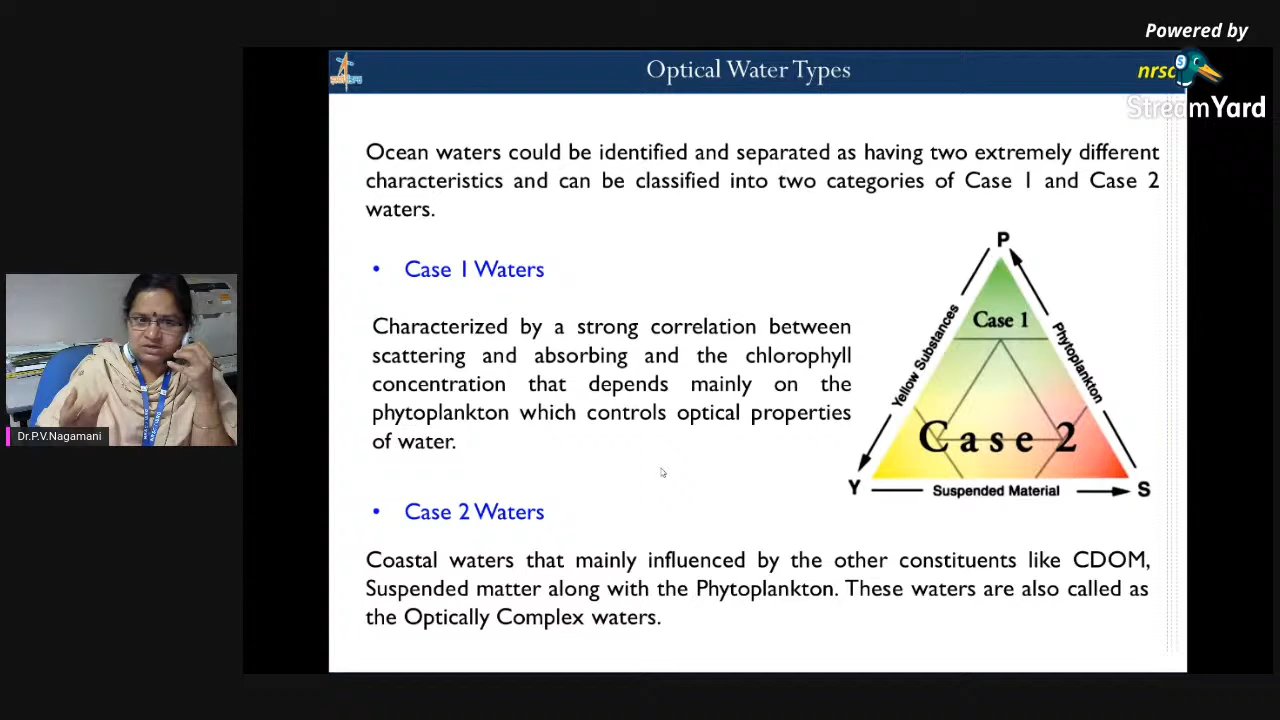 Powered by
StreamYard
Optical Water Types
nrsc
Ocean waters could be identified and separated as having two extremely different
characteristics and can be classified into two categories of Case 1 and Case 2
waters.
• Case 1 Waters
Characterized by a strong correlation between
scattering and absorbing and the chlorophyll
concentration that depends mainly on the
phytoplankton which controls optical properties
of water.
P
Case 1
Yellow Substances
Phytoplankton
Case 2
Y
Suspended Material
S
• Case 2 Waters
Coastal waters that mainly influenced by the other constituents like CDOM,
Suspended matter along with the Phytoplankton. These waters are also called as
the Optically Complex waters.
Dr.P.V.Nagamani